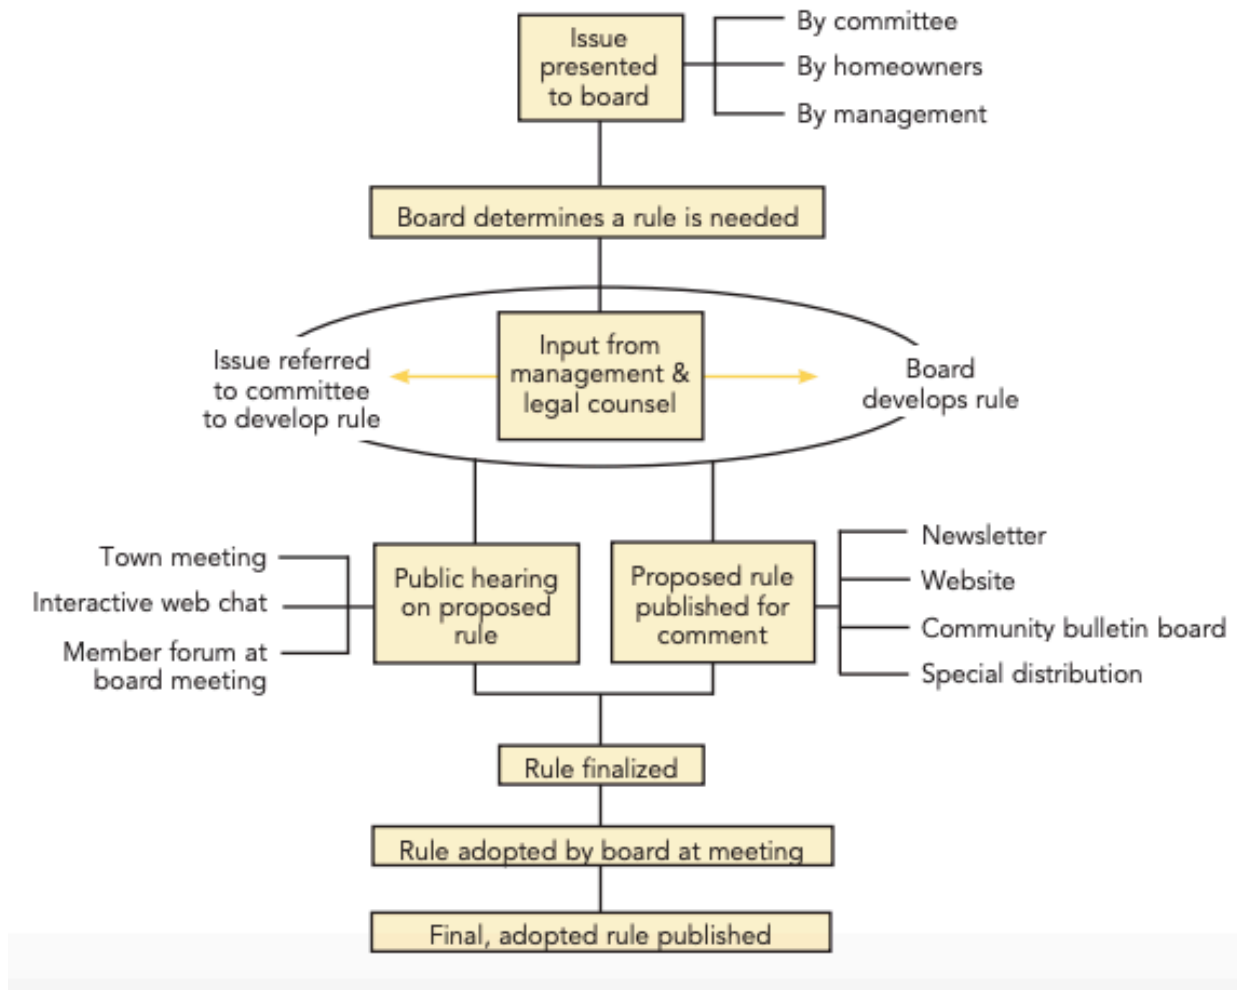 Issue
presented
to board
By committee
By homeowners
By management
Board determines a rule is needed
Issue referred
to committee
to develop rule
Input from
management &
legal counsel
Board
develops rule
Town meeting
Interactive web chat
Member forum at
board meeting
Public hearing
on proposed
rule
Proposed rule
published for
comment
Newsletter
Website
Community bulletin board
Special distribution
Rule finalized
Rule adopted by board at meeting
Final, adopted rule published